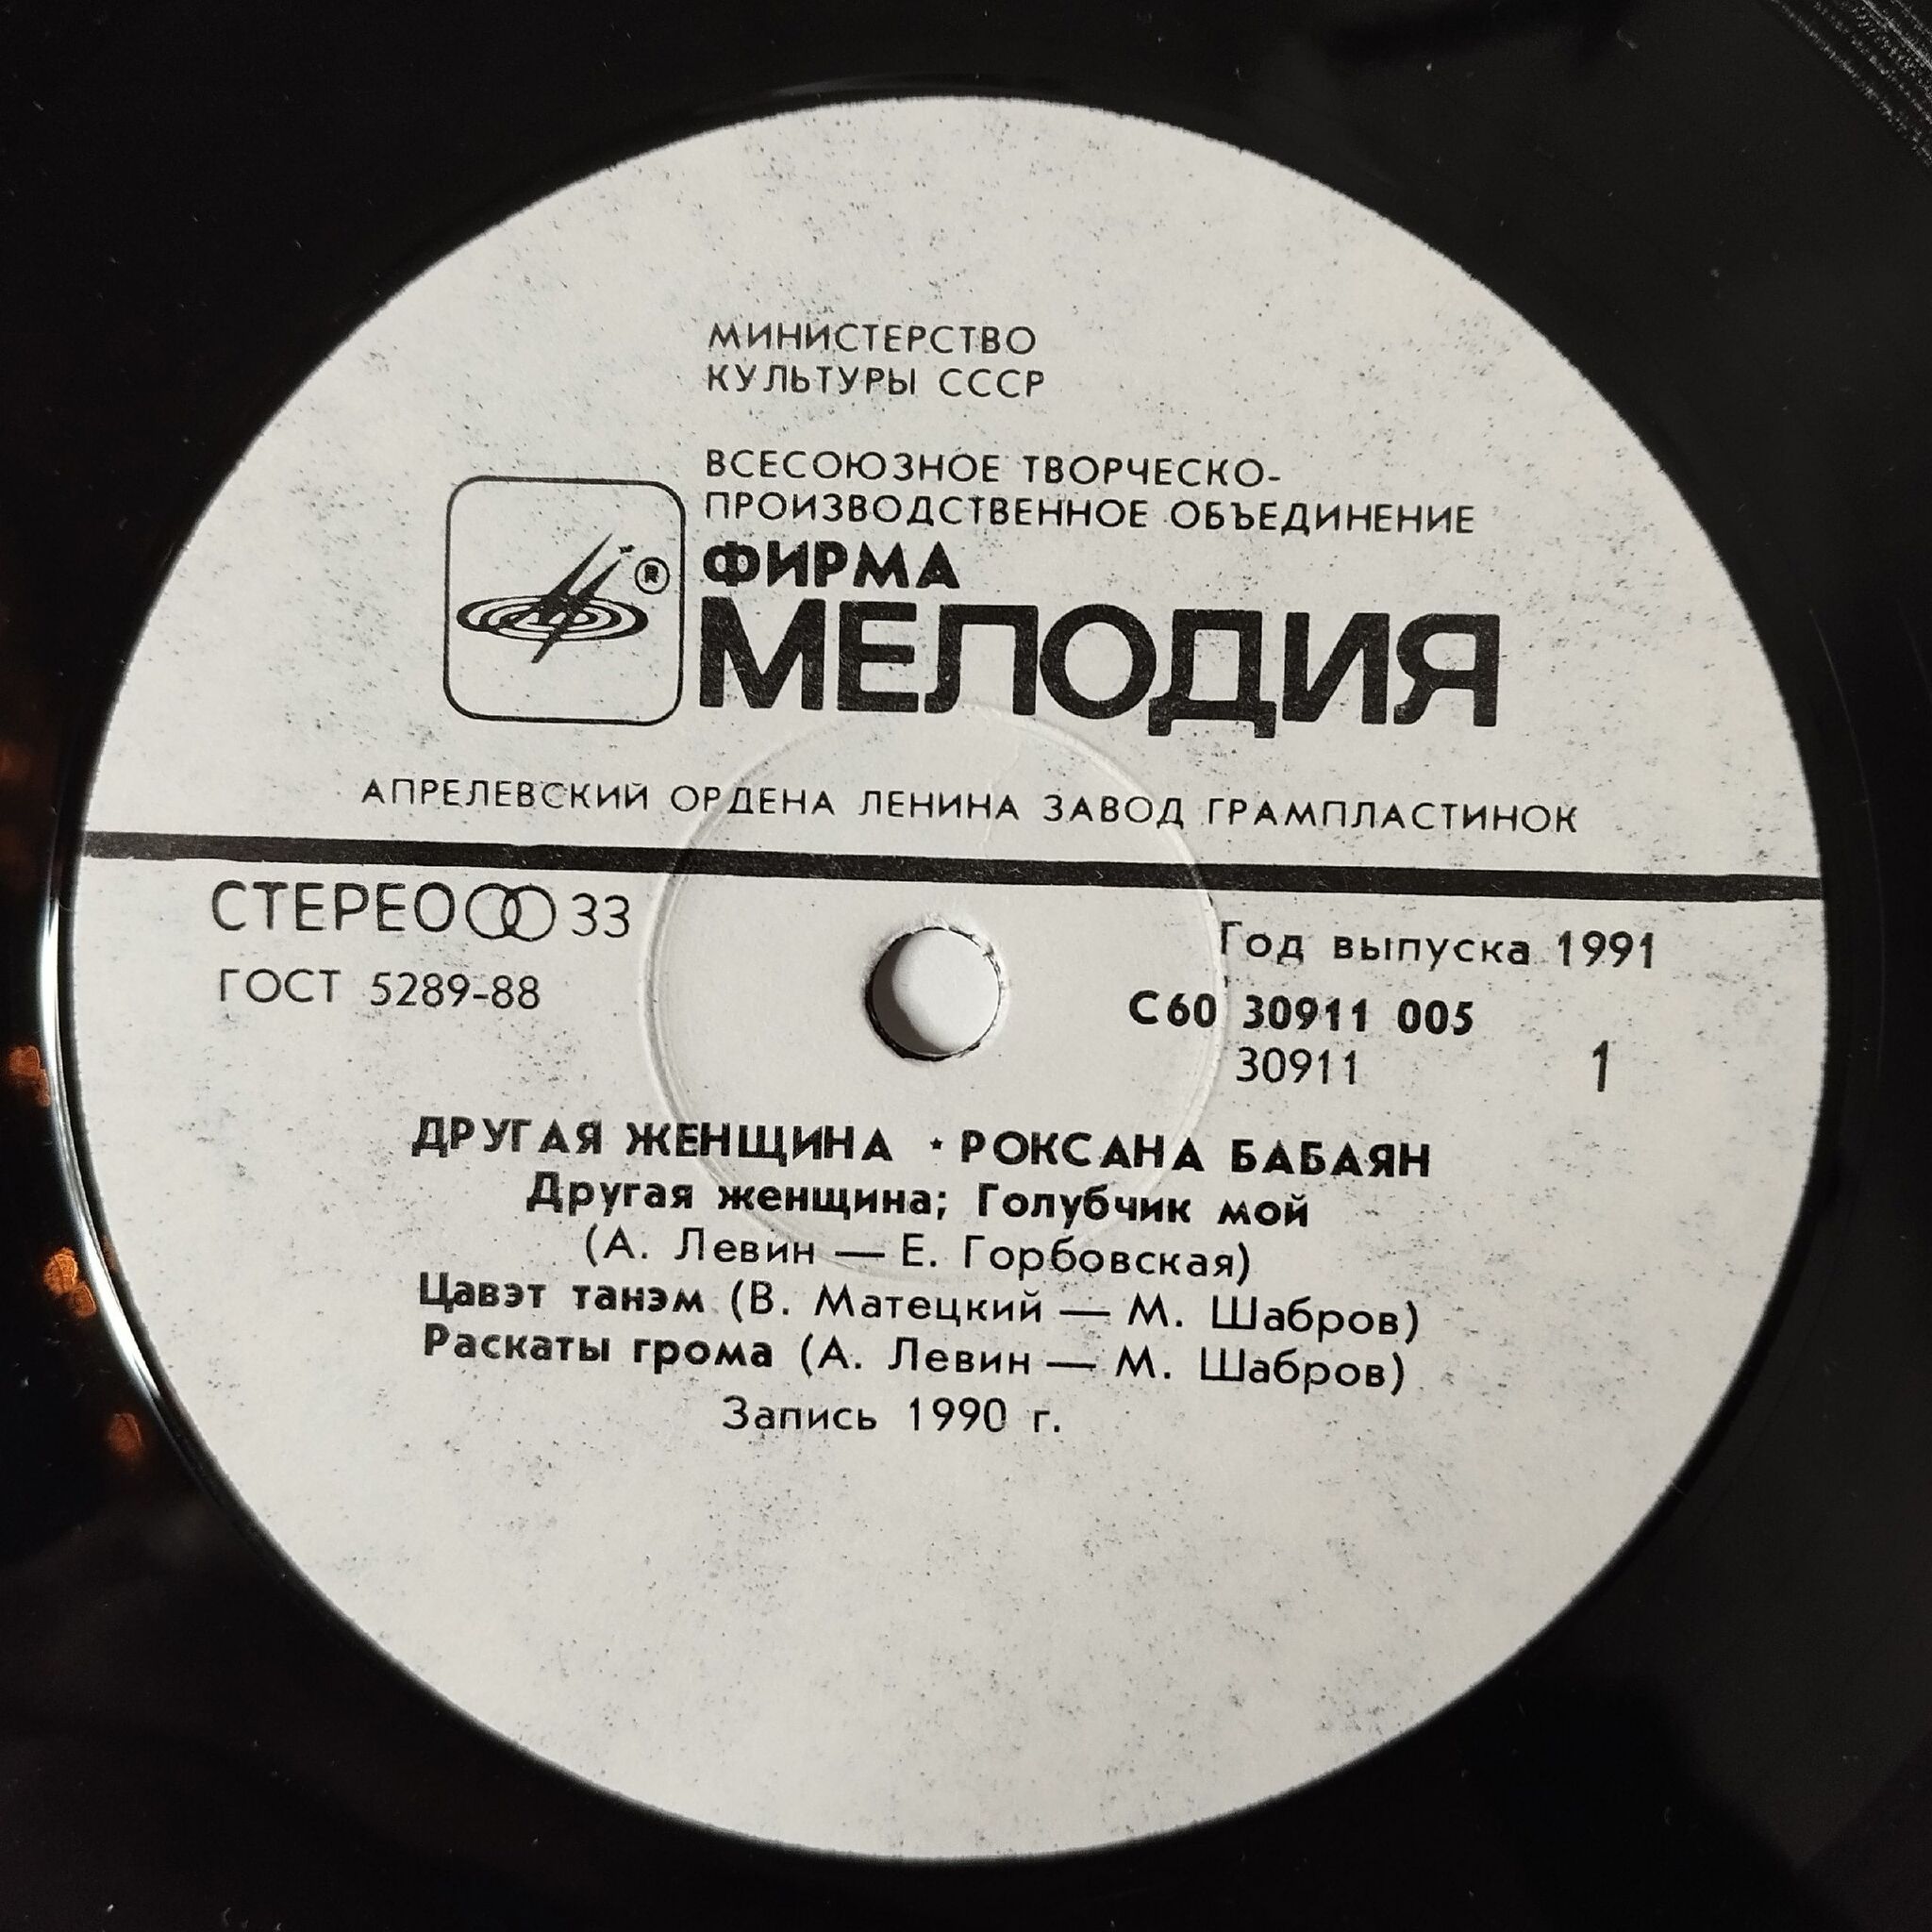 МИНИСТЕРСТВО
КУЛЬТУРЫ СССР
ВСЕСОЮЗНОЕ ТВОРЧЕСКО-
ПРОИЗВОДСТВЕННОЕ ОБЪЕДИНЕНИЕ
®
ФИРМА
МЕЛОДИЯ
АПРЕЛЕВСКИЙ ОРДЕНА ЛЕНИНА ЗАВОД ГРАМПЛАСТИНОК
СТЕРЕО 33
ГОСТ 5289-88
Год выпуска 1991
С60 30911 005
30911 1
ДРУГАЯ ЖЕНЩИНА · РОКСАНА БАБАЯН
Другая женщина; Голубчик мой
(А. Левин — Е. Горбовская)
Цавэт танэм (В. Матецкий — М. Шабров)
Раскаты грома (А. Левин — М. Шабров)
Запись 1990 г.